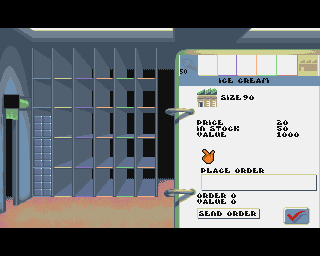 50
ICE CREAM
SIZE 90
PRICE 20
IN STOCK 50
VALUE 1000
PLACE ORDER
ORDER 0
VALUE 0
SEND ORDER